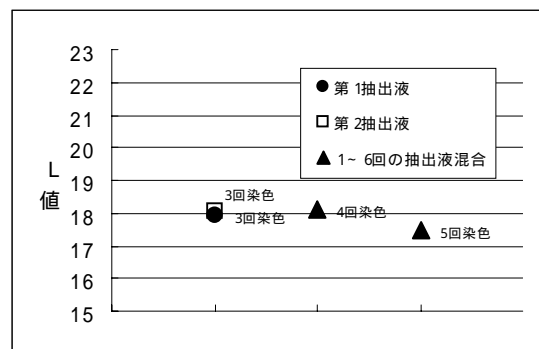 23
22
21
20
19
18
17
16
15
L
値
● 第1抽出液
□ 第2抽出液
▲ 1~ 6回の抽出液混合
3回染色
3回染色
4回染色
5回染色